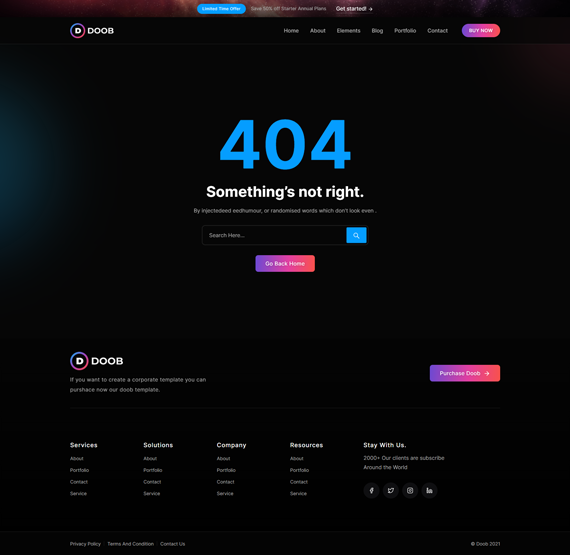 Limited Time Offer Save 50% off Starter Annual Plans Get started!
D DOOB Home About Elements Blog Portfolio Contact BUY NOW
404
Something's not right.
By injectedeed eedhumour, or randomised words which don't look even .
Search Here...
Go Back Home
D DOOB
If you want to create a corporate template you can
purshace now our doob template.
Purchase Doob
Services Solutions Company Resources Stay With Us.
About About About About 2000+ Our clients are subscribe
Portfolio Portfolio Portfolio Portfolio Around the World
Contact Contact Contact Contact
Service Service Service Service
Privacy Policy Terms And Condition Contact Us © Doob 2021